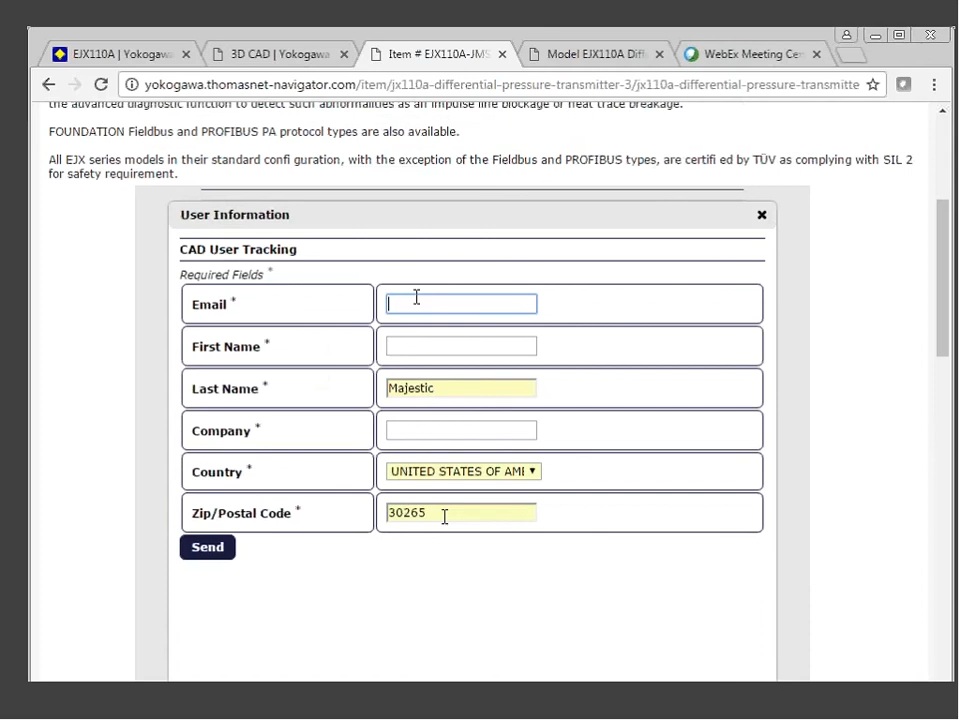 EJX110A | Yokogaw
3D CAD | Yokogawa
Item # EJX110A-JMS
Model EJX110A Diff
WebEx Meeting Cen
yokogawa.thomasnet-navigator.com/item/jx110a-differential-pressure-transmitter-3/jx110a-differential-pressure-transmitte
the advanced diagnostic function to detect such abnormalities as an impulse line blockage or heat trace breakage.
FOUNDATION Fieldbus and PROFIBUS PA protocol types are also available.
All EJX series models in their standard confi guration, with the exception of the Fieldbus and PROFIBUS types, are certifi ed by TÜV as complying with SIL 2
for safety requirement.
User Information
CAD User Tracking
Required Fields *
Email *
First Name *
Last Name * Majestic
Company *
Country * UNITED STATES OF AME
Zip/Postal Code * 30265
Send